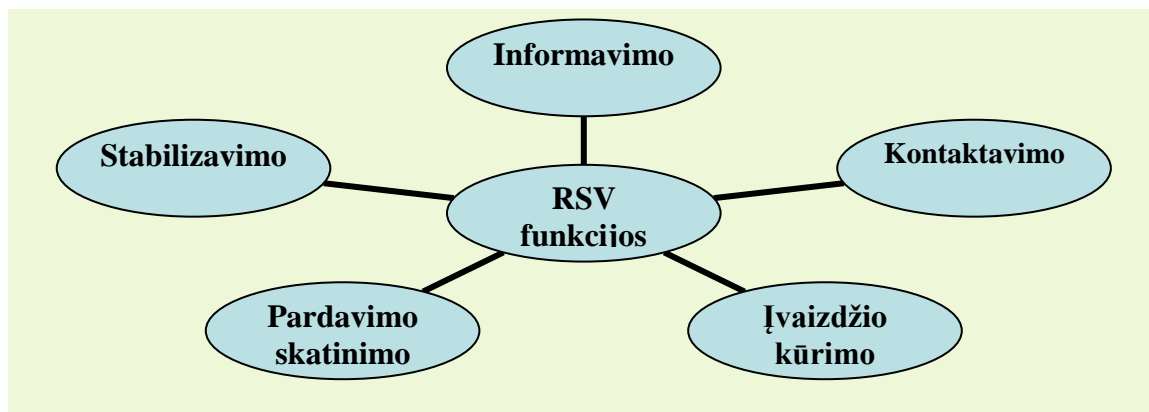 Informavimo
Stabilizavimo
Kontaktavimo
RSV
funkcijos
Pardavimo
skatinimo
Įvaizdžio
kūrimo